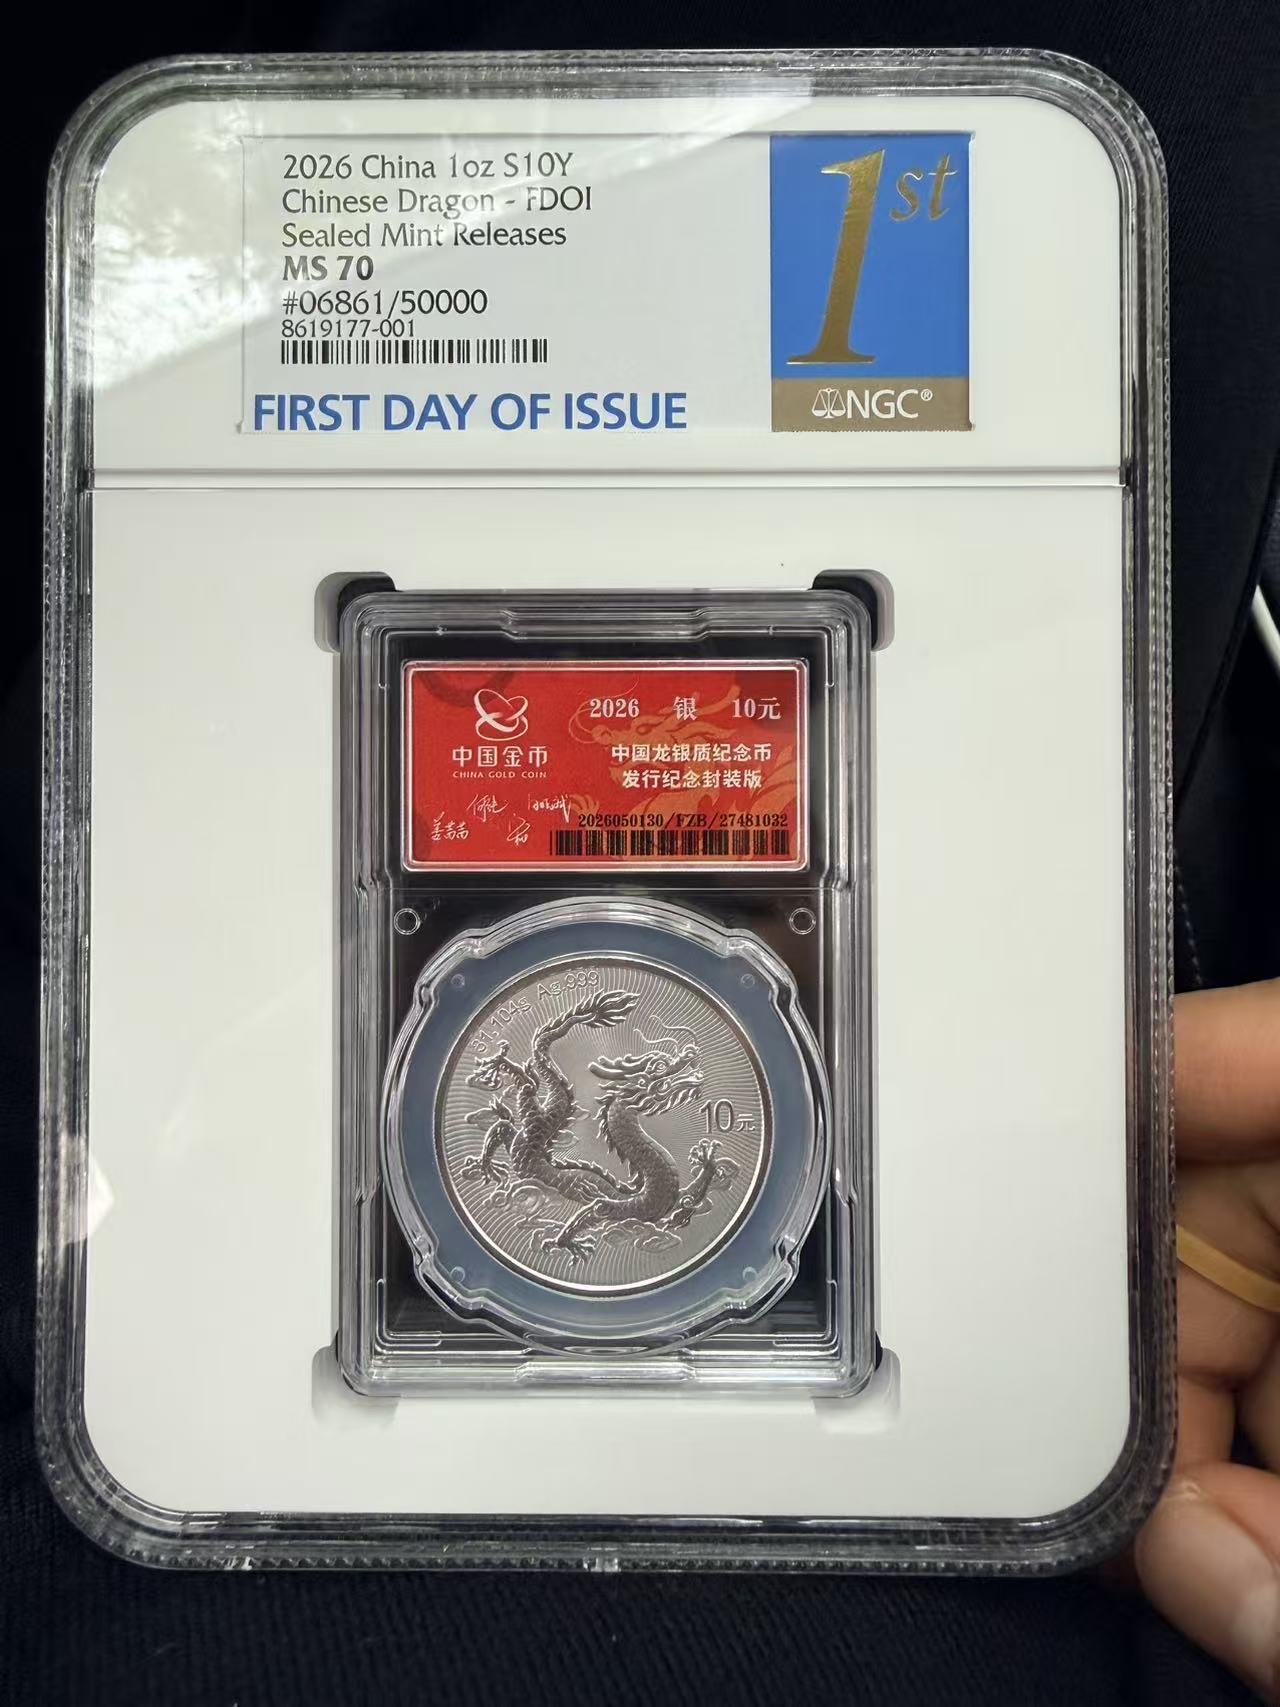 2026 China 1oz S10Y
Chinese Dragon - FDOI
Sealed Mint Releases
MS 70
#06861/50000
8619177-001
FIRST DAY OF ISSUE
1st
NGC®
中国金币
CHINA GOLD COIN
2026 银 10元
中国龙银质纪念币
发行纪念封装版
2026050130/FZB/27481032
31.104g Ag.999
10元